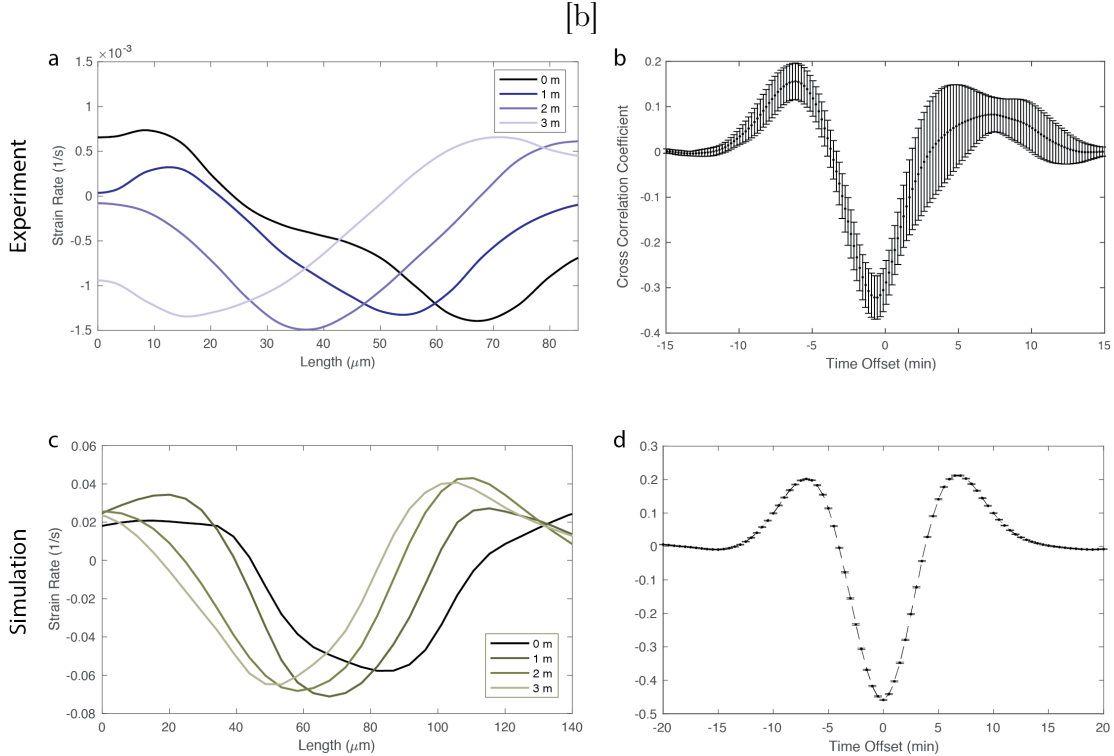 [b]
Experiment
a
×10⁻³
1.5
1
0.5
0
-0.5
-1
-1.5
Strain Rate (1/s)
0 m
1 m
2 m
3 m
0 10 20 30 40 50 60 70 80
Length (μm)
b
0.2
0.1
0
-0.1
-0.2
-0.3
-0.4
Cross Correlation Coefficient
-15 -10 -5 0 5 10 15
Time Offset (min)
Simulation
c
0.06
0.04
0.02
0
-0.02
-0.04
-0.06
-0.08
Strain Rate (1/s)
0 m
1 m
2 m
3 m
0 20 40 60 80 100 120 140
Length (μm)
d
0.3
0.2
0.1
0
-0.1
-0.2
-0.3
-0.4
-0.5
-20 -15 -10 -5 0 5 10 15 20
Time Offset (min)